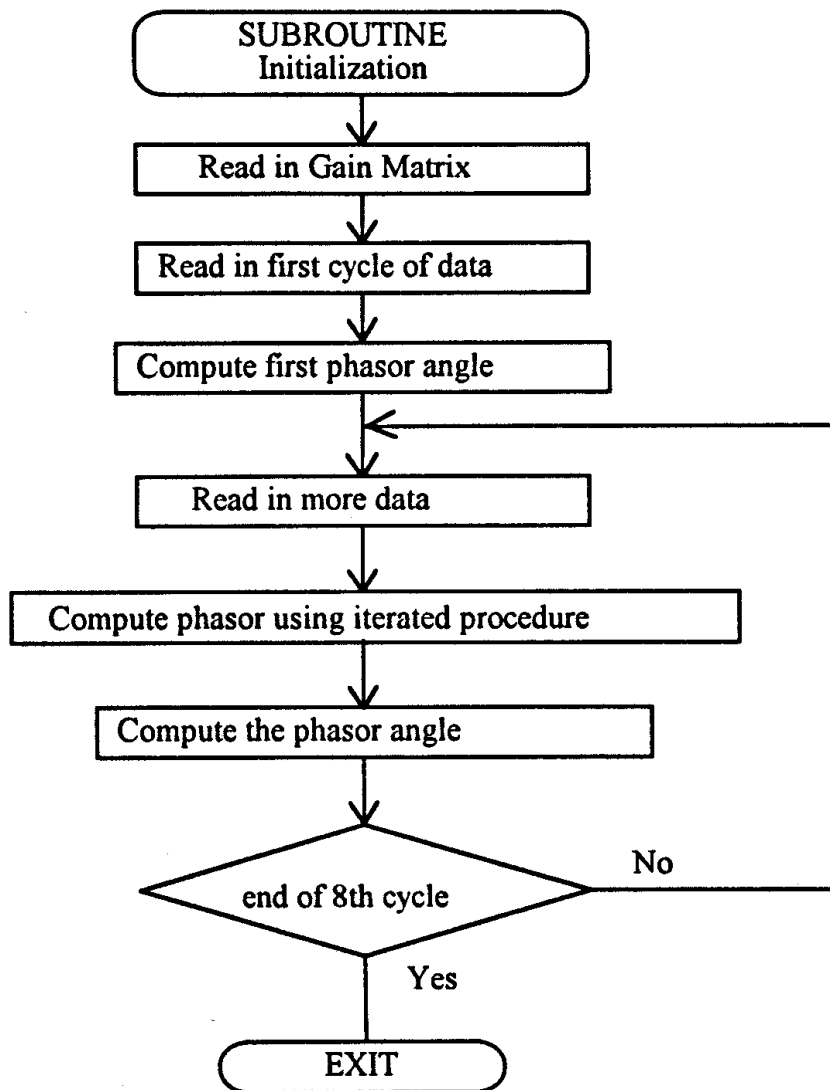 SUBROUTINE
Initialization
Read in Gain Matrix
Read in first cycle of data
Compute first phasor angle
Read in more data
Compute phasor using iterated procedure
Compute the phasor angle
end of 8th cycle
No
Yes
EXIT